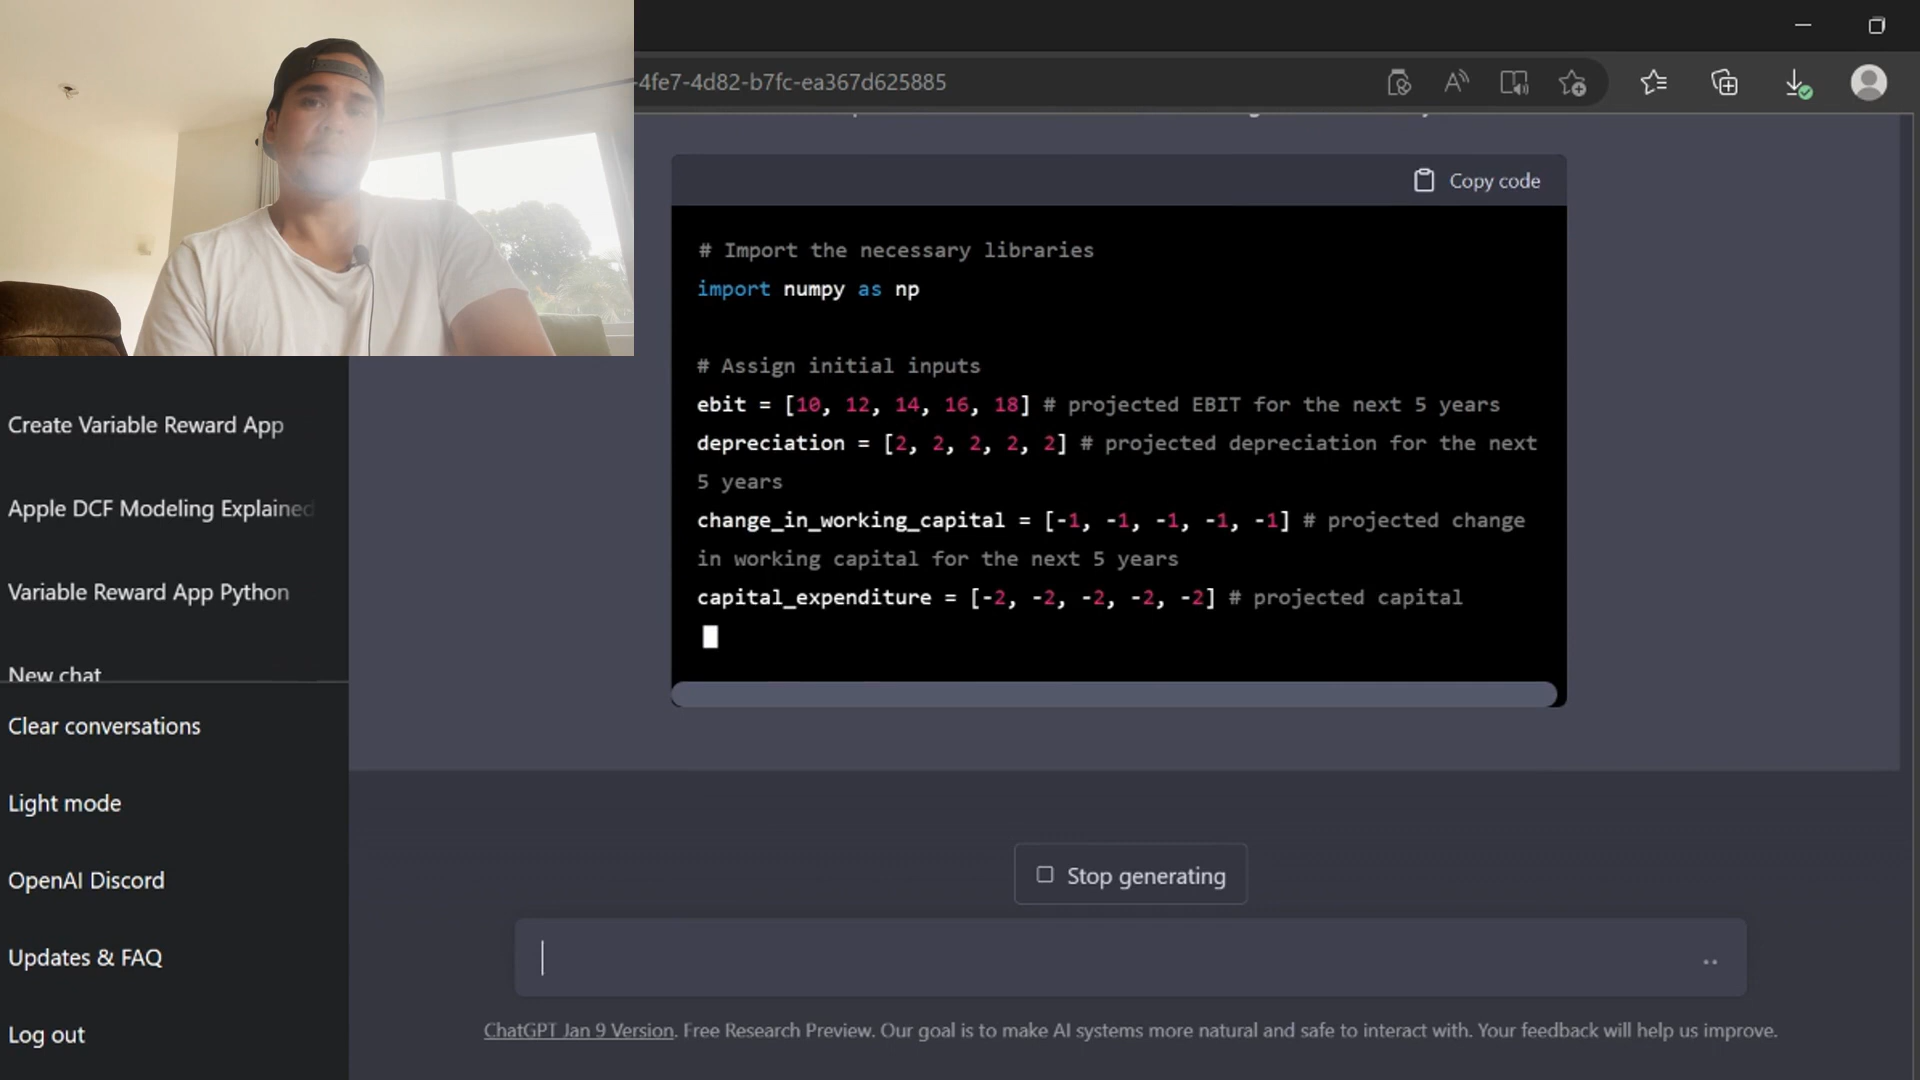 -4fe7-4d82-b7fc-ea367d625885
Copy code
# Import the necessary libraries
import numpy as np
# Assign initial inputs
ebit = [10, 12, 14, 16, 18] # projected EBIT for the next 5 years
depreciation = [2, 2, 2, 2, 2] # projected depreciation for the next
5 years
change_in_working_capital = [-1, -1, -1, -1, -1] # projected change
in working capital for the next 5 years
capital_expenditure = [-2, -2, -2, -2, -2] # projected capital
Create Variable Reward App
Apple DCF Modeling Explained
Variable Reward App Python
New chat
Clear conversations
Light mode
OpenAI Discord
Updates & FAQ
Log out
Stop generating
ChatGPT Jan 9 Version. Free Research Preview. Our goal is to make AI systems more natural and safe to interact with. Your feedback will help us improve.